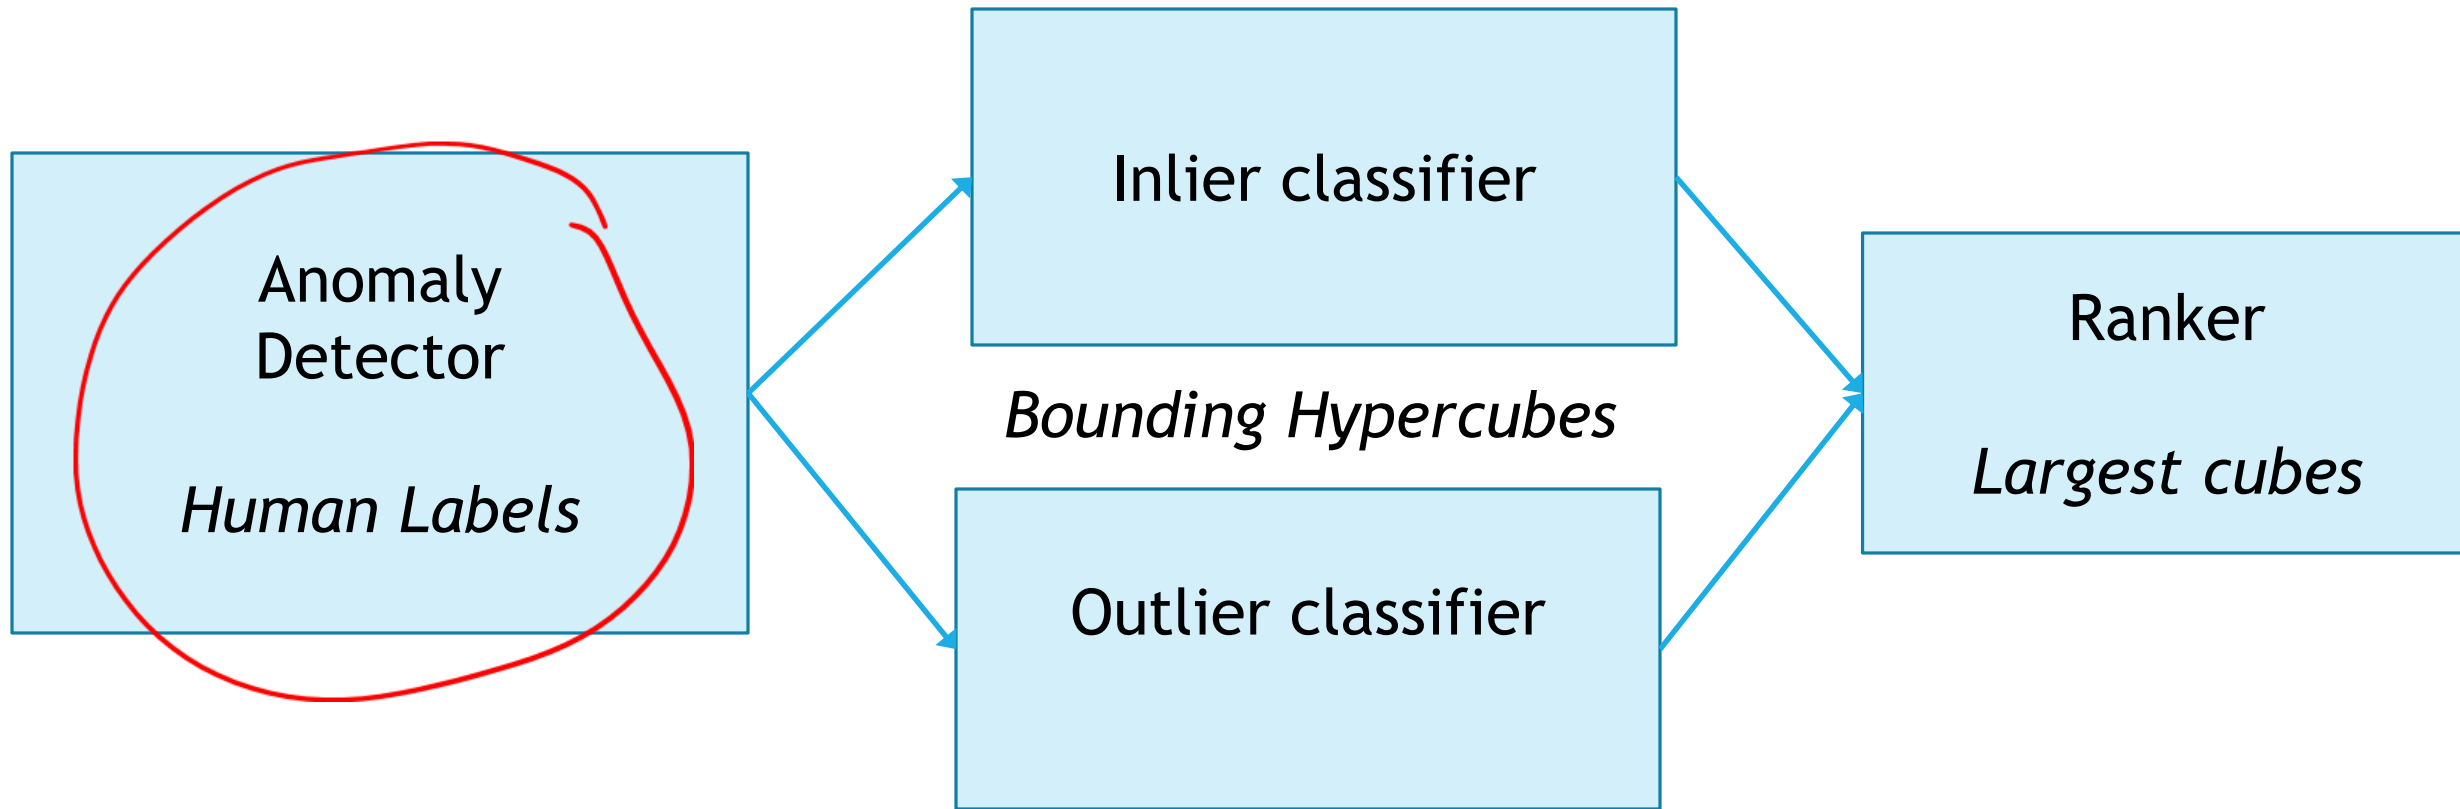 Anomaly
Detector
Human Labels
Inlier classifier
Bounding Hypercubes
Outlier classifier
Ranker
Largest cubes